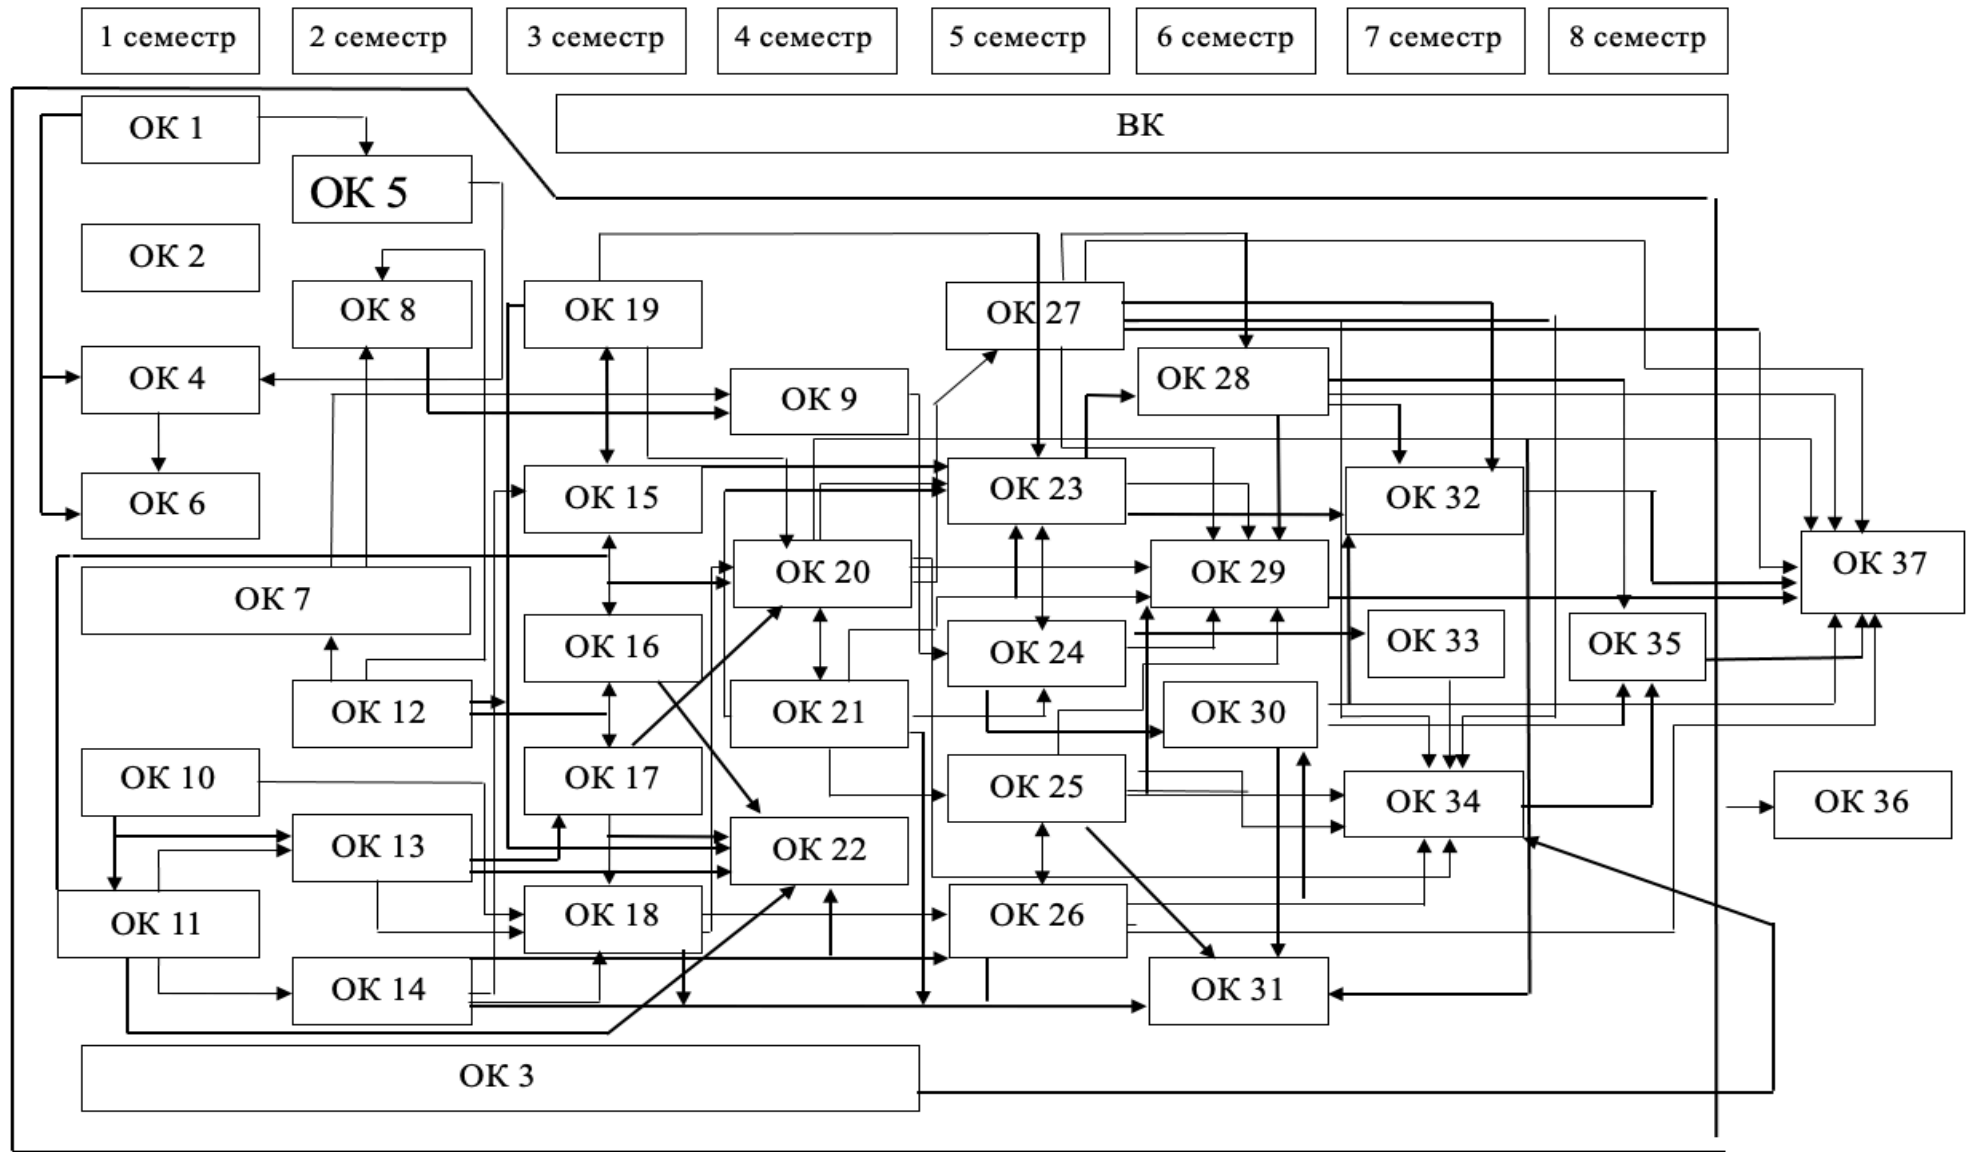 1 семестр 2 семестр 3 семестр 4 семестр 5 семестр 6 семестр 7 семестр 8 семестр
ОК 1
ВК
ОК 5
ОК 2
ОК 8
ОК 19
ОК 27
ОК 4
ОК 9
ОК 28
ОК 6
ОК 15
ОК 23
ОК 32
ОК 7
ОК 20
ОК 29
ОК 37
ОК 16
ОК 24
ОК 33
ОК 35
ОК 12
ОК 21
ОК 30
ОК 10
ОК 17
ОК 25
ОК 34
ОК 36
ОК 13
ОК 22
ОК 11
ОК 18
ОК 26
ОК 14
ОК 31
ОК 3